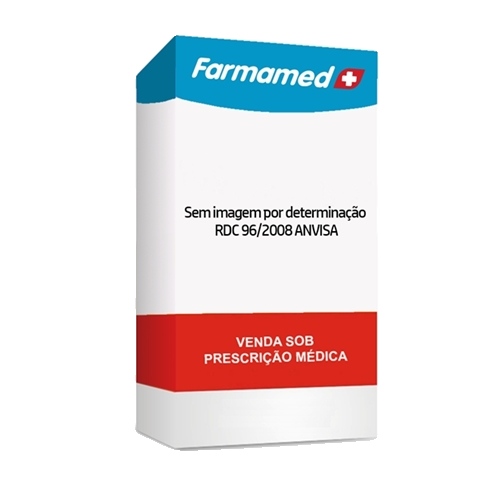 Farmamed
Sem imagem por determinação
RDC 96/2008 ANVISA
VENDA SOB
PRESCRIÇÃO MÉDICA